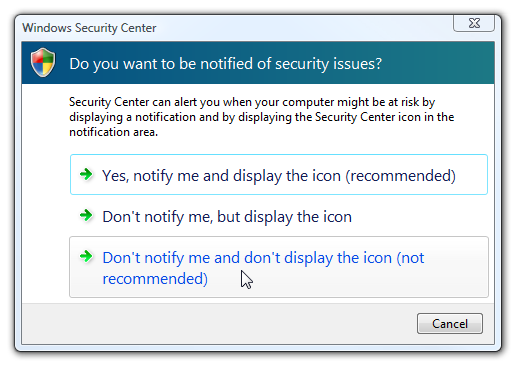 Windows Security Center
Do you want to be notified of security issues?
Security Center can alert you when your computer might be at risk by
displaying a notification and by displaying the Security Center icon in the
notification area.
Yes, notify me and display the icon (recommended)
Don't notify me, but display the icon
Don't notify me and don't display the icon (not
recommended)
Cancel